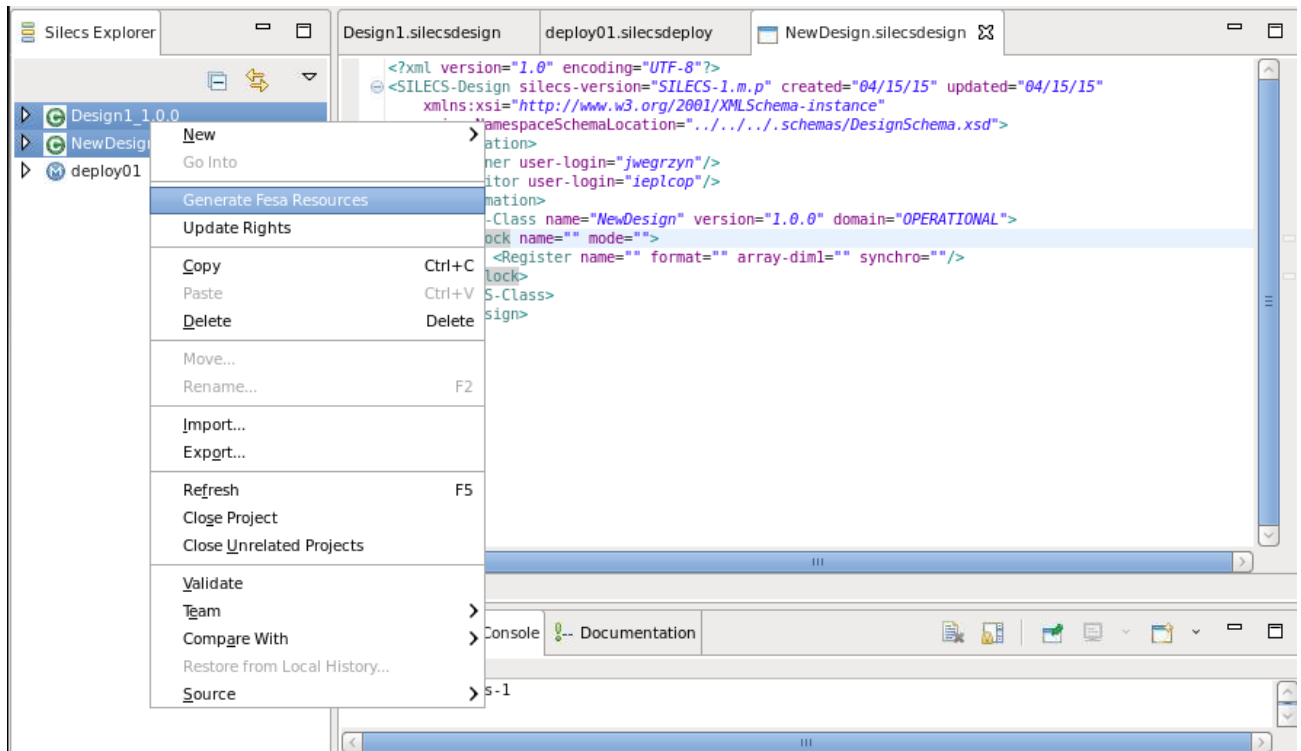 Silecs Explorer
Design1.silecsdesign
deploy01.silecsdeploy
NewDesign.silecsdesign
Design1_1.0.0
NewDesig
deploy01
<?xml version="1.0" encoding="UTF-8"?>
<SILECS-Design silecs-version="SILECS-1.m.p" created="04/15/15" updated="04/15/15"
xmlns:xsi="http://www.w3.org/2001/XMLSchema-instance"
NamespaceSchemaLocation="../../../.schemas/DesignSchema.xsd">
ation>
ner user-login="jwegrzyn"/>
itor user-login="ieplcop"/>
mation>
-Class name="NewDesign" version="1.0.0" domain="OPERATIONAL">
ock name="" mode="">
<Register name="" format="" array-dim1="" synchro=""/>
lock>
S-Class>
sign>
New
Go Into
Generate Fesa Resources
Update Rights
Copy Ctrl+C
Paste Ctrl+V
Delete Delete
Move...
Rename... F2
Import...
Export...
Refresh F5
Close Project
Close Unrelated Projects
Validate
Team
Compare With
Restore from Local History...
Source
Console
Documentation
s-1